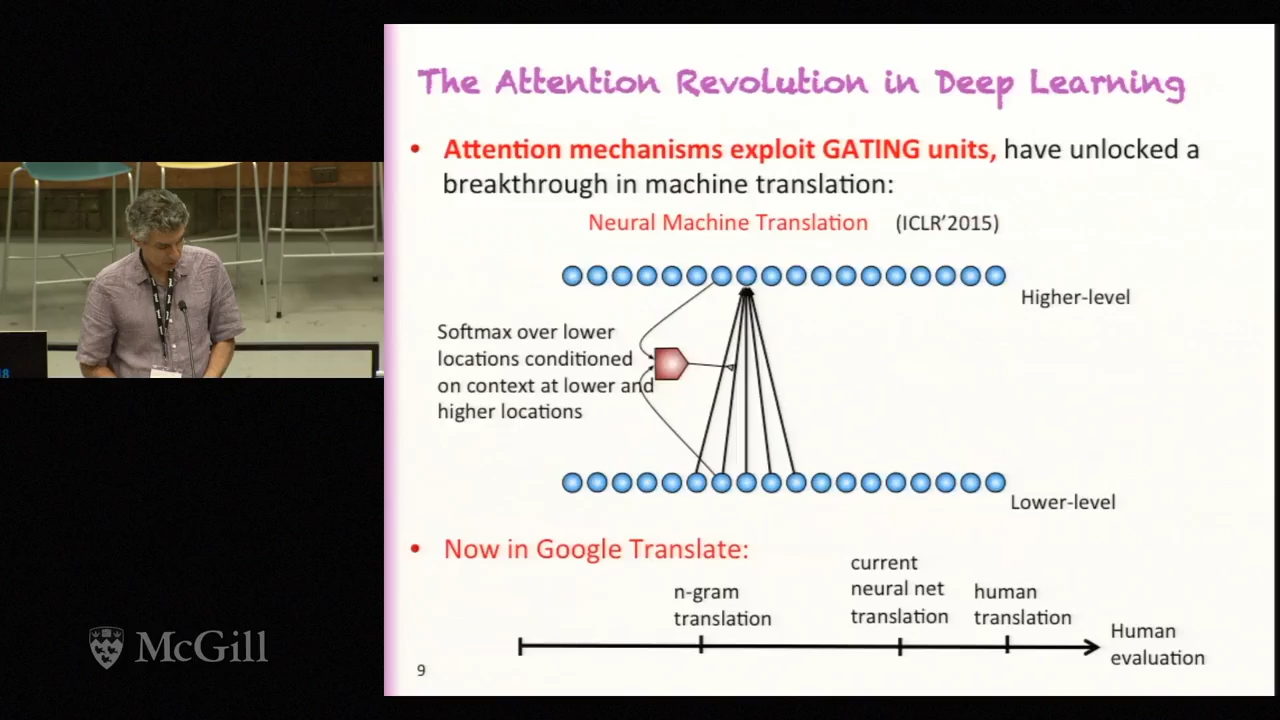 The Attention Revolution in Deep Learning
• Attention mechanisms exploit GATING units, have unlocked a
breakthrough in machine translation:
Neural Machine Translation (ICLR'2015)
Higher-level
Softmax over lower
locations conditioned
on context at lower and
higher locations
Lower-level
• Now in Google Translate:
n-gram
translation
current
neural net
translation
human
translation
Human
evaluation
9
18
McGill